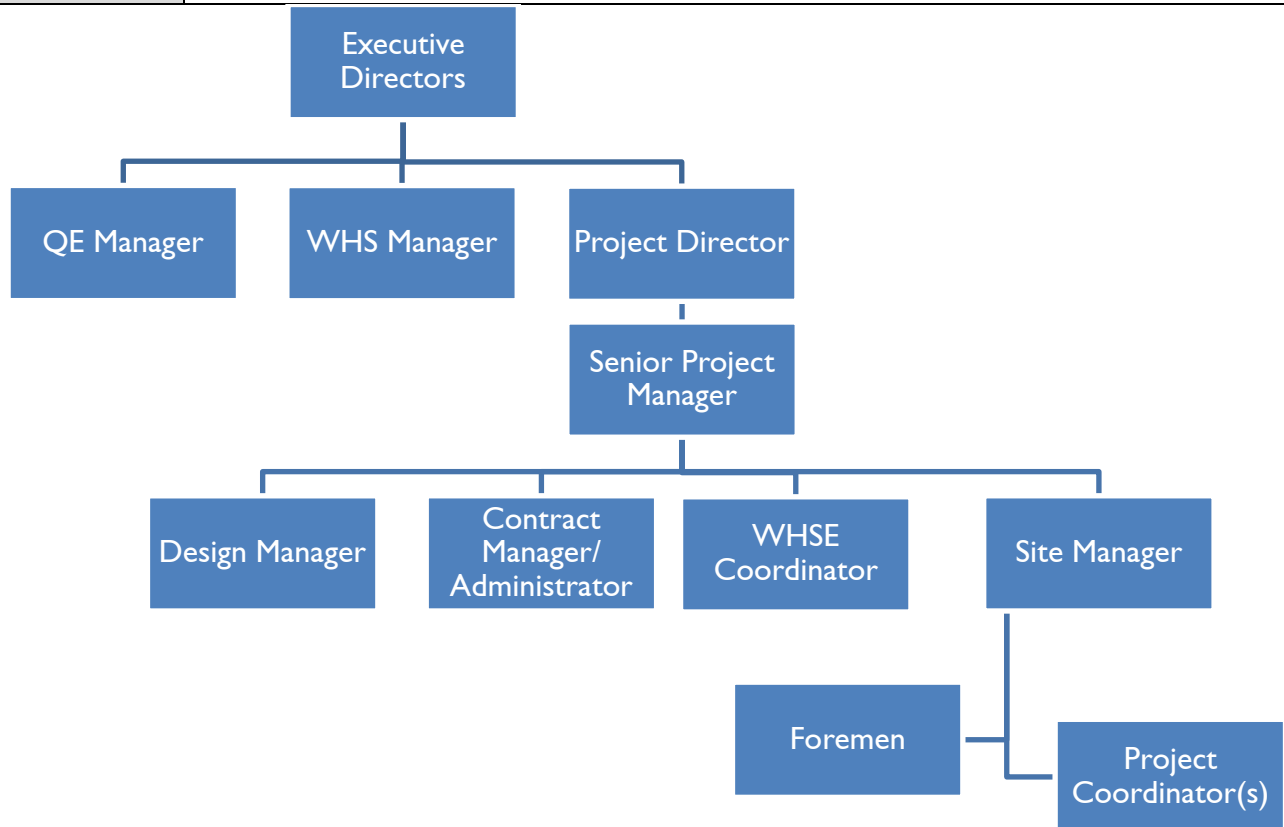 Executive
Directors
QE Manager
WHS Manager
Project Director
Senior Project
Manager
Design Manager
Contract
Manager/
Administrator
WHSE
Coordinator
Site Manager
Foremen
Project
Coordinator(s)